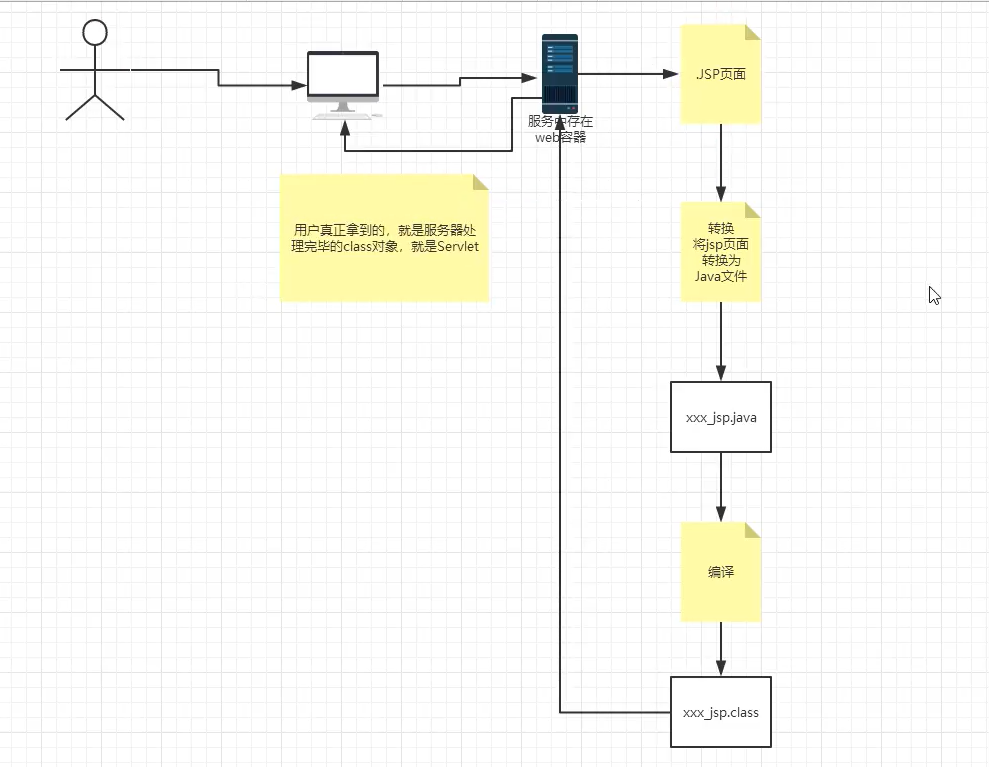 .JSP页面
服务中存在
web容器
用户真正拿到的，就是服务器处
理完毕的class对象，就是Servlet
转换
将jsp页面
转换为
Java文件
xxx_jsp.java
编译
xxx_jsp.class